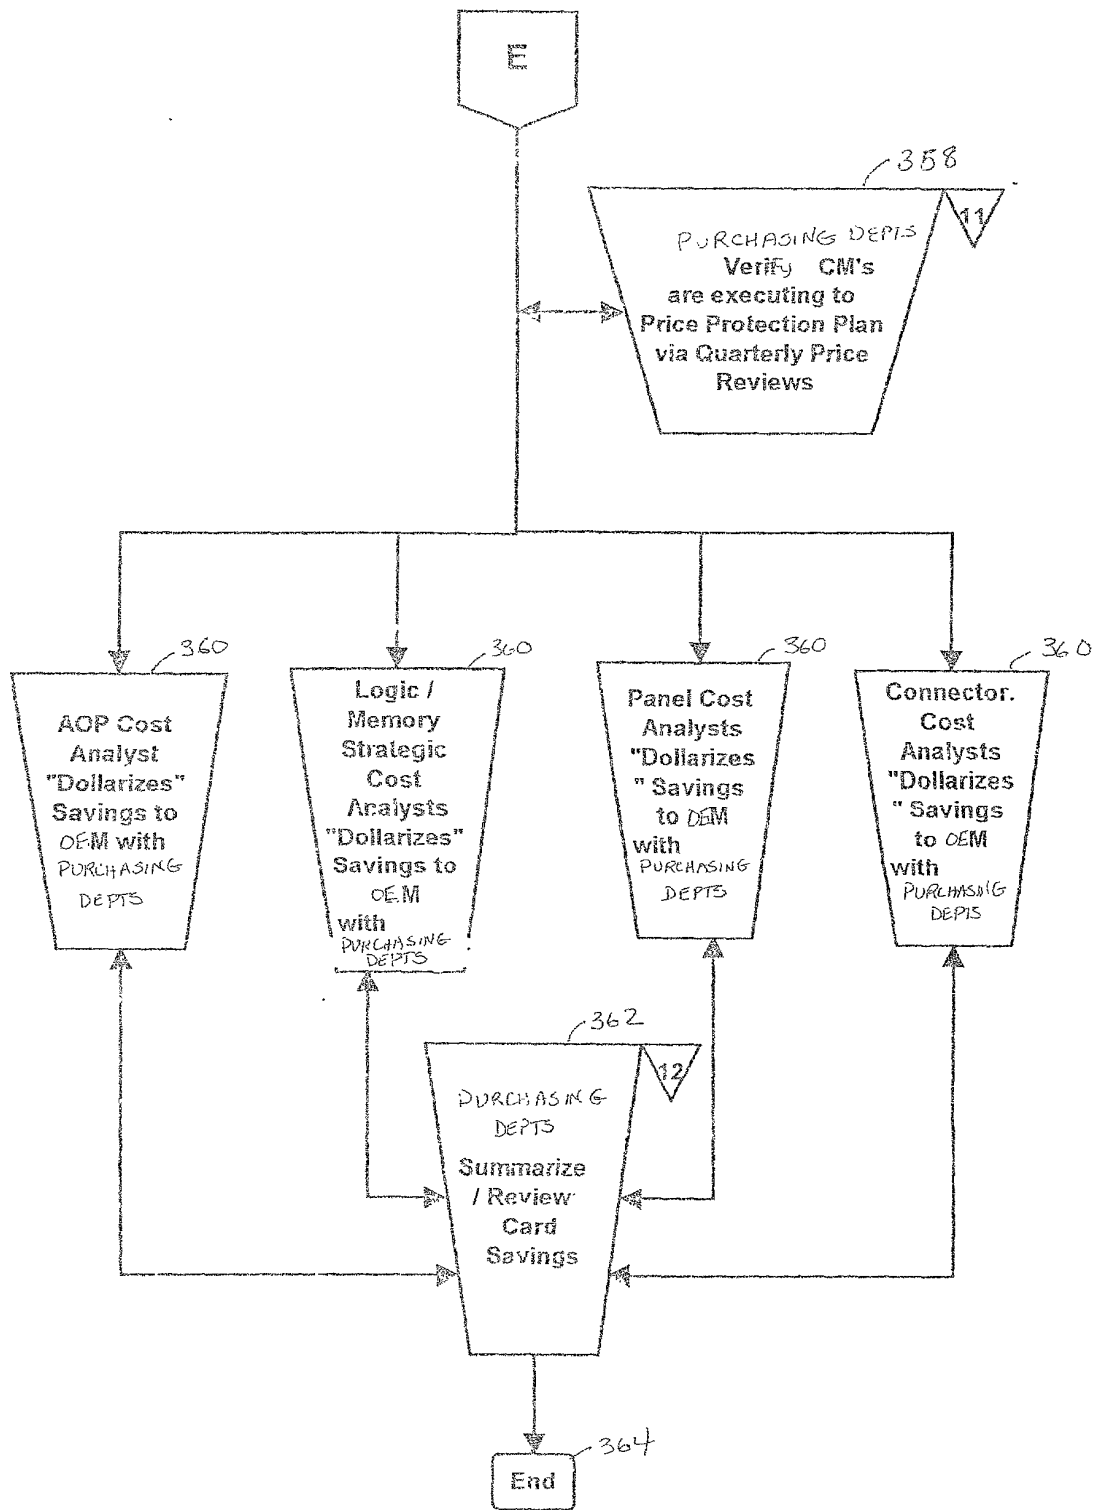 E
358
11
PURCHASING DEPTS
Verify CM's
are executing to
Price Protection Plan
via Quarterly Price
Reviews
360
AOP Cost
Analyst
"Dollarizes"
Savings to
OEM with
PURCHASING
DEPTS
360
Logic /
Memory
Strategic
Cost
Analysts
"Dollarizes"
Savings to
OEM
with
PURCHASING
DEPTS
360
Panel Cost
Analysts
"Dollarizes
" Savings
to OEM
with
PURCHASING
DEPTS
360
Connector.
Cost
Analysts
"Dollarizes
" Savings
to OEM
with
PURCHASING
DEPTS
362
12
PURCHASING
DEPTS
Summarize
/ Review
Card
Savings
364
End